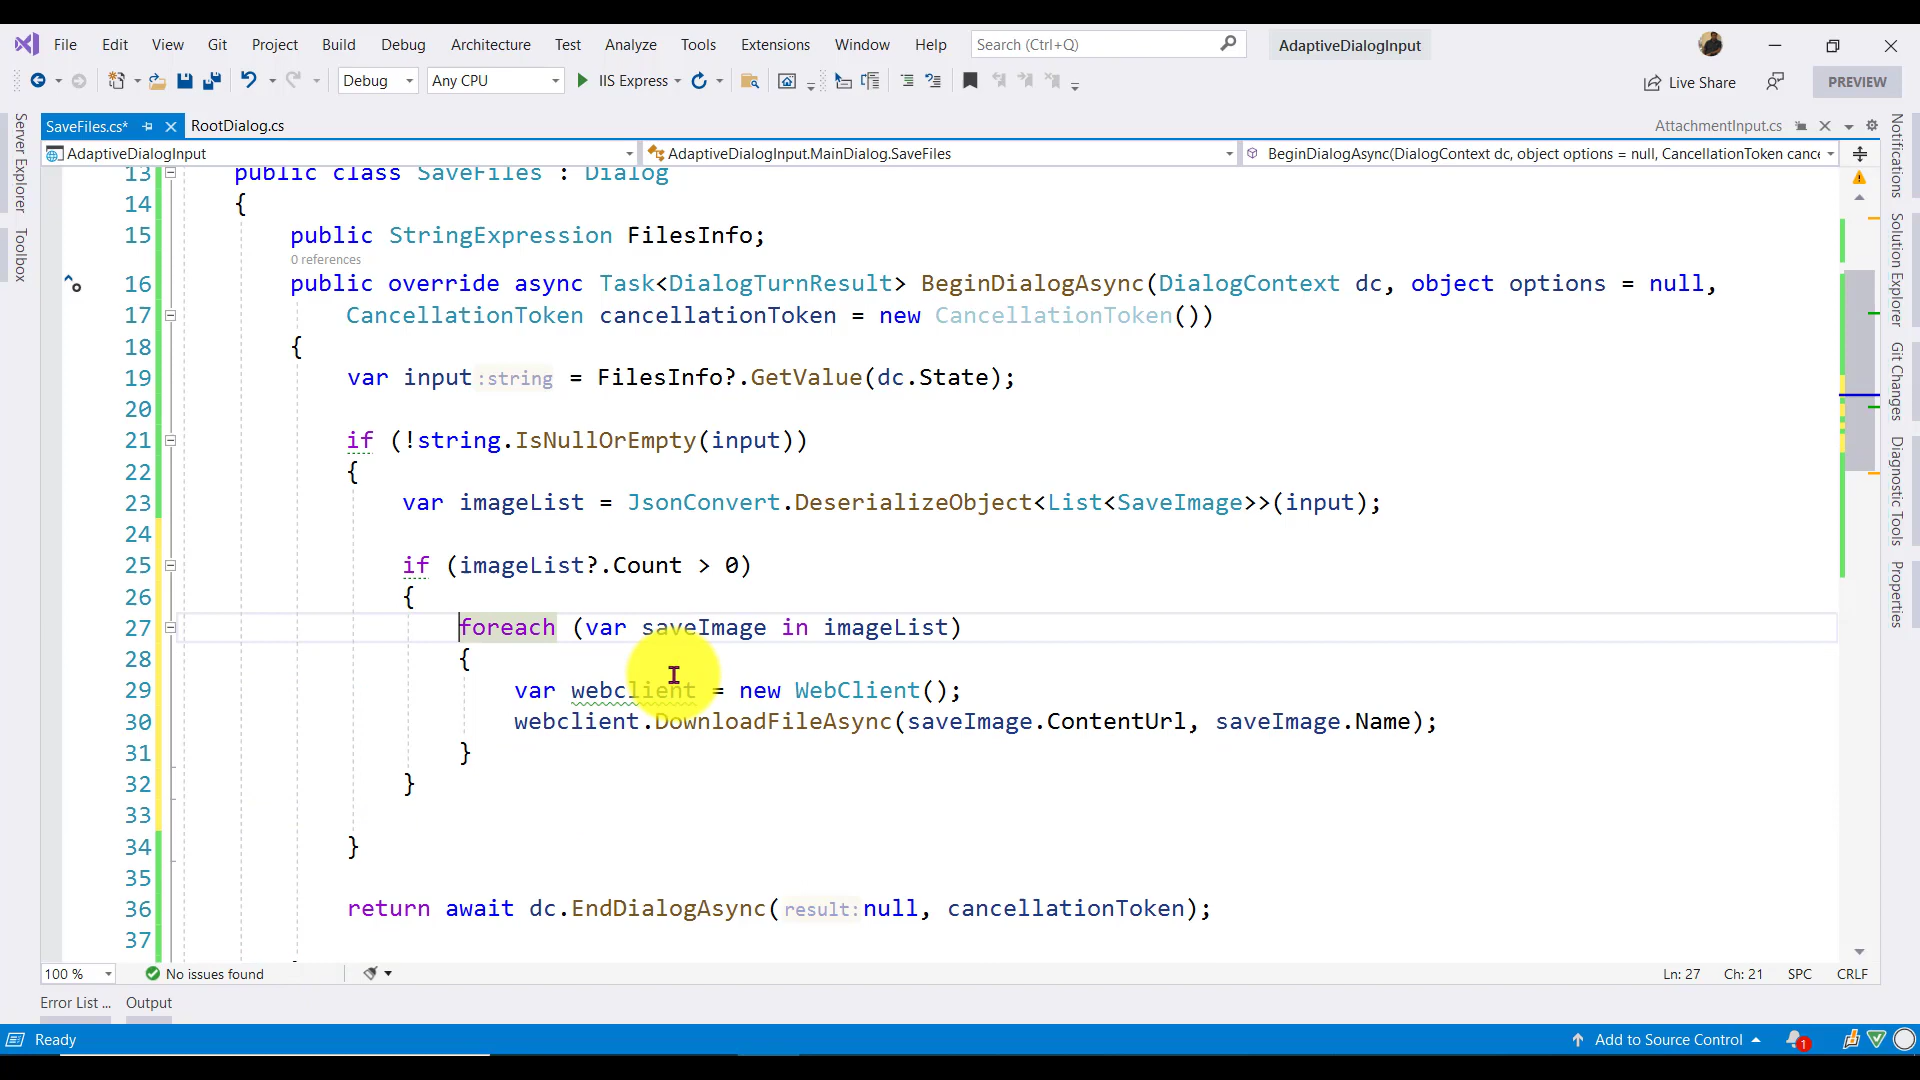 File Edit View Git Project Build Debug Architecture Test Analyze Tools Extensions Window Help Search (Ctrl+Q) AdaptiveDialogInput
Debug Any CPU IIS Express Live Share PREVIEW
SaveFiles.cs* RootDialog.cs AttachmentInput.cs
AdaptiveDialogInput AdaptiveDialogInput.MainDialog.SaveFiles BeginDialogAsync(DialogContext dc, object options = null, CancellationToken cance
Server Explorer
Toolbox
13 public class SaveFiles : Dialog
14 {
15 public StringExpression FilesInfo;
0 references
16 public override async Task<DialogTurnResult> BeginDialogAsync(DialogContext dc, object options = null,
17 CancellationToken cancellationToken = new CancellationToken())
18 {
19 var input:string = FilesInfo?.GetValue(dc.State);
20
21 if (!string.IsNullOrEmpty(input))
22 {
23 var imageList = JsonConvert.DeserializeObject<List<SaveImage>>(input);
24
25 if (imageList?.Count > 0)
26 {
27 foreach (var saveImage in imageList)
28 {
29 var webclient = new WebClient();
30 webclient.DownloadFileAsync(saveImage.ContentUrl, saveImage.Name);
31 }
32 }
33
34 }
35
36 return await dc.EndDialogAsync(result:null, cancellationToken);
37
Notifications
Solution Explorer
Git Changes
Diagnostic Tools
Properties
100 % No issues found Ln: 27 Ch: 21 SPC CRLF
Error List ... Output
Ready Add to Source Control 1